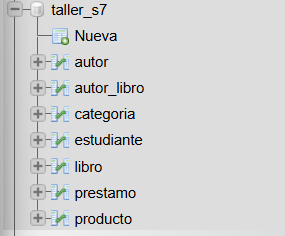 taller_s7
Nueva
autor
autor_libro
categoria
estudiante
libro
prestamo
producto